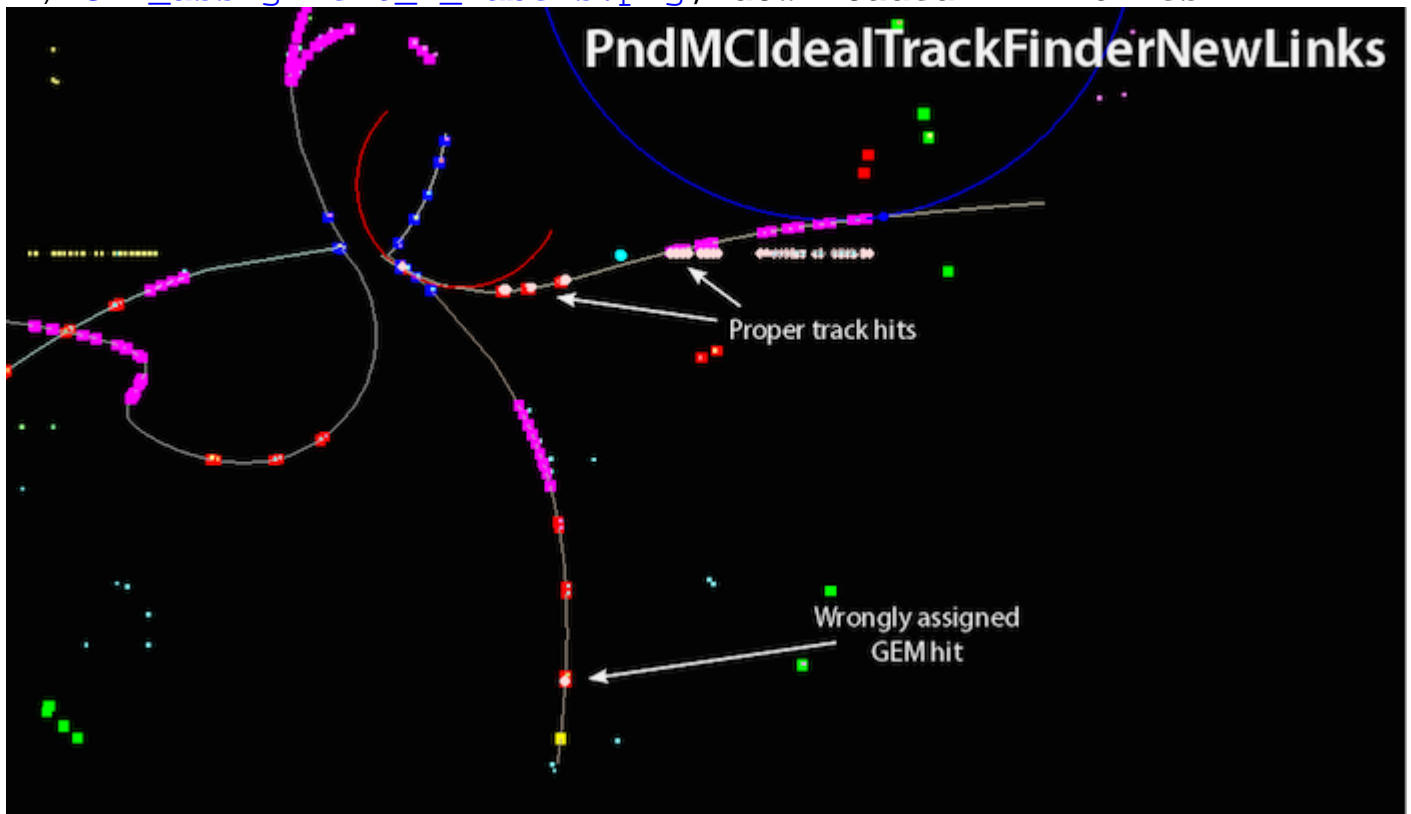 PndMCIdealTrackFinderNewLinks
Proper track hits
Wrongly assigned
GEM hit